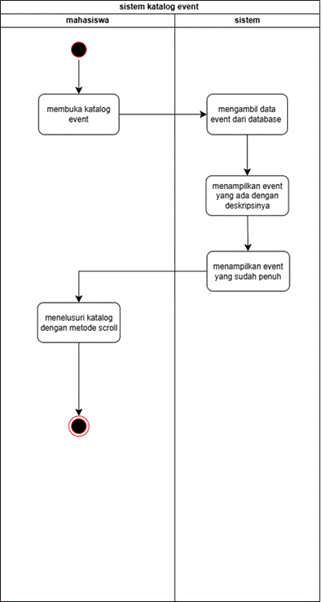 sistem katalog event
mahasiswa
sistem
membuka katalog
event
mengambil data
event dari database
menampilkan event
yang ada dengan
deskripsinya
menampilkan event
yang sudah penuh
menelusuri katalog
dengan metode scroll